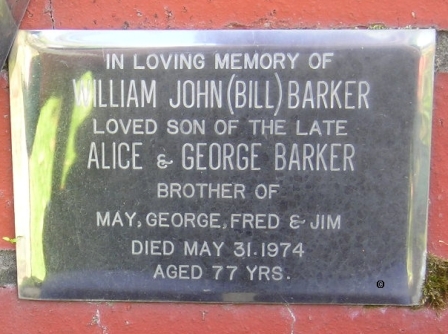 IN LOVING MEMORY OF
WILLIAM JOHN (BILL) BARKER
LOVED SON OF THE LATE
ALICE & GEORGE BARKER
BROTHER OF
MAY, GEORGE, FRED & JIM
DIED MAY 31. 1974
AGED 77 YRS.
©